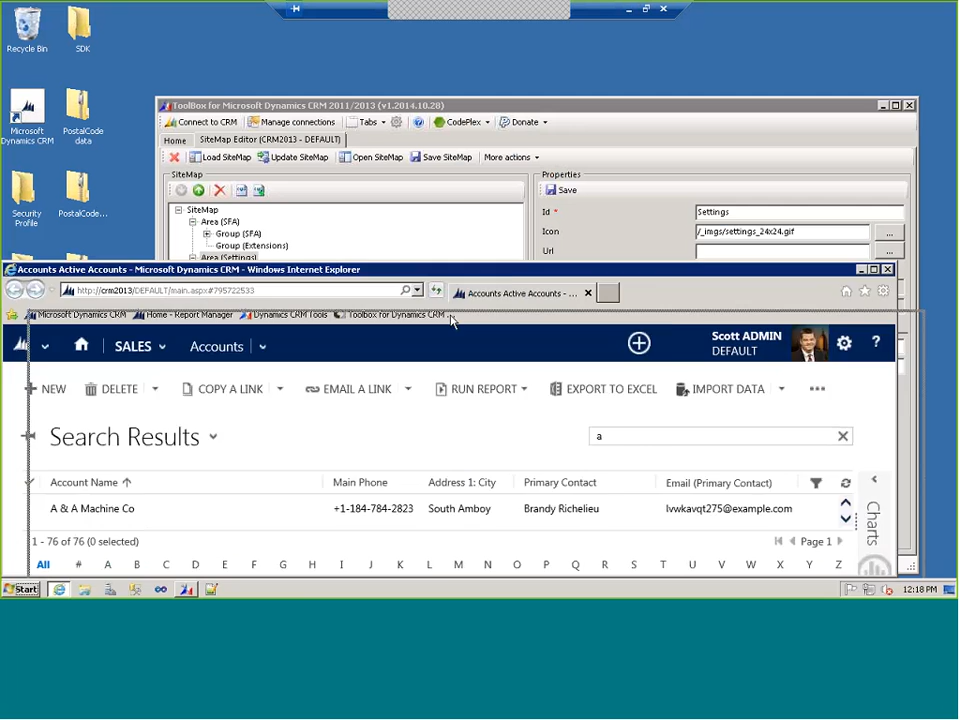 Recycle Bin
SDK
Microsoft Dynamics CRM
PostalCode data
Security Profile
PostalCode...
ToolBox for Microsoft Dynamics CRM 2011/2013 (v1.2014.10.28)
Connect to CRM Manage connections Tabs CodePlex Donate
Home SiteMap Editor (CRM2013 - DEFAULT)
Load SiteMap Update SiteMap Open SiteMap Save SiteMap More actions
SiteMap
Properties
Save
SiteMap
Area (SFA)
Group (SFA)
Group (Extensions)
Area (Settings)
Id * Settings
Icon /_imgs/settings_24x24.gif ...
Url ...
Accounts Active Accounts - Microsoft Dynamics CRM - Windows Internet Explorer
http://crm2013/DEFAULT/main.aspx#795722533
Accounts Active Accounts - ...
Microsoft Dynamics CRM Home - Report Manager Dynamics CRM Tools Toolbox for Dynamics CRM ...
SALES Accounts
Scott ADMIN
DEFAULT
?
NEW DELETE COPY A LINK EMAIL A LINK RUN REPORT EXPORT TO EXCEL IMPORT DATA ...
Search Results
a
Account Name Main Phone Address 1: City Primary Contact Email (Primary Contact)
A & A Machine Co +1-184-784-2823 South Amboy Brandy Richelieu lvwkavqt275@example.com
Charts
1 - 76 of 76 (0 selected) Page 1
All # A B C D E F G H I J K L M N O P Q R S T U V W X Y Z
Start 12:18 PM